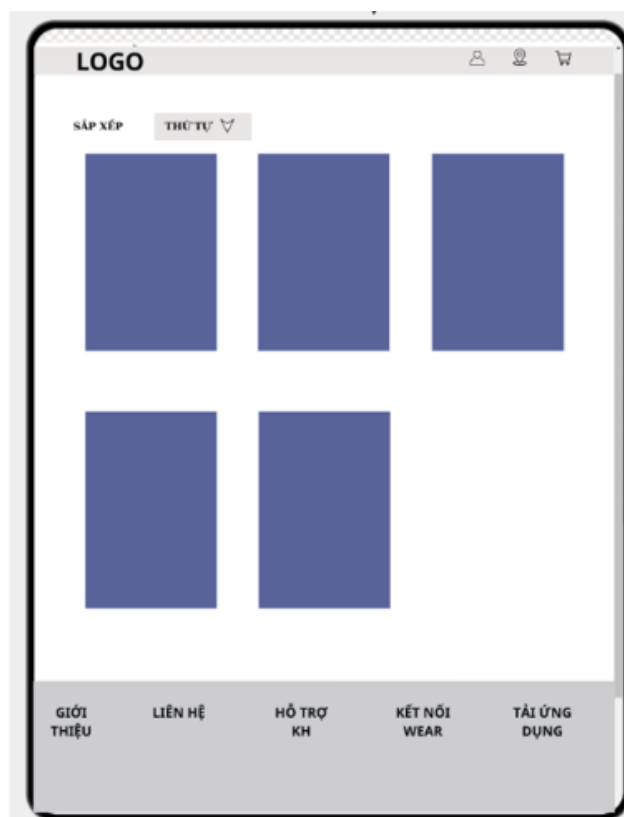 LOGO
SẮP XẾP THỨ TỰ
GIỚI THIỆU
LIÊN HỆ
HỖ TRỢ KH
KẾT NỐI WEAR
TẢI ỨNG DỤNG